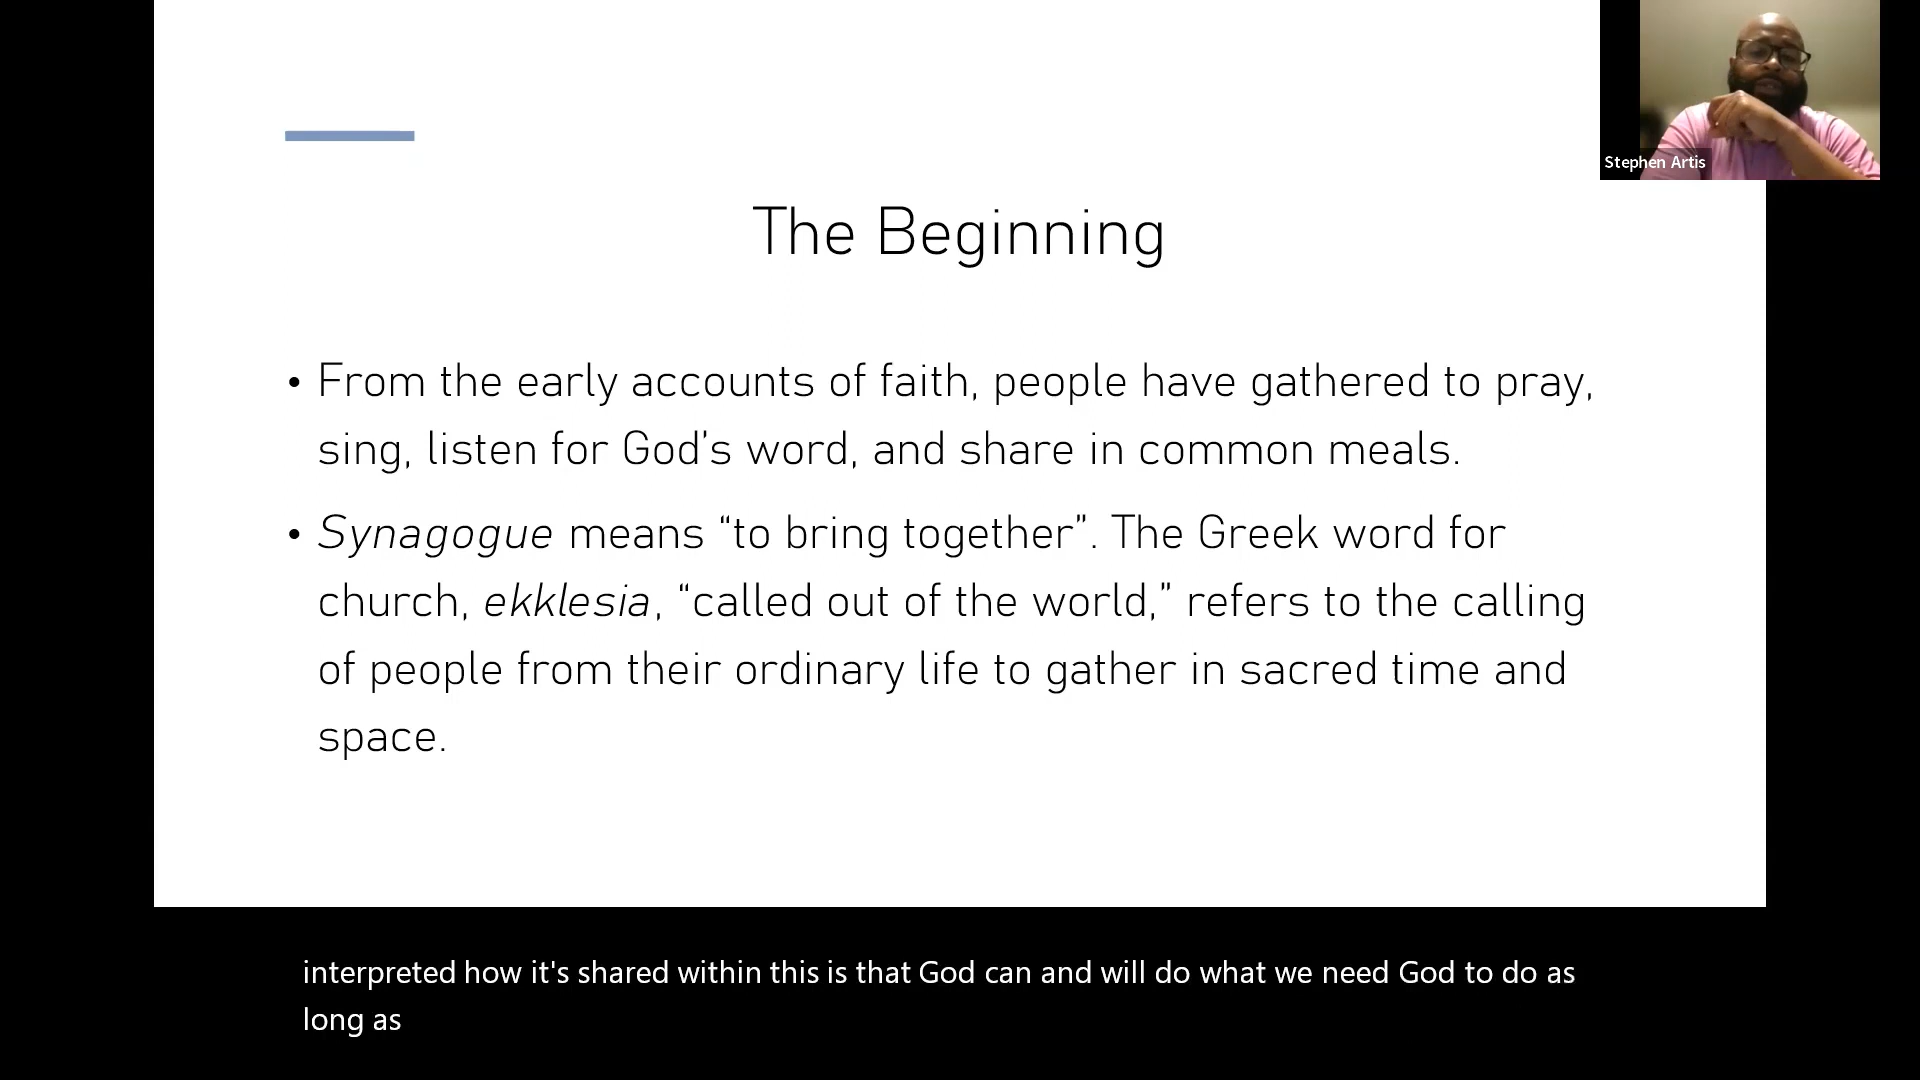 Stephen Artis
The Beginning
• From the early accounts of faith, people have gathered to pray,
sing, listen for God’s word, and share in common meals.
• Synagogue means “to bring together”. The Greek word for
church, ekklesia, “called out of the world,” refers to the calling
of people from their ordinary life to gather in sacred time and
space.
interpreted how it's shared within this is that God can and will do what we need God to do as
long as